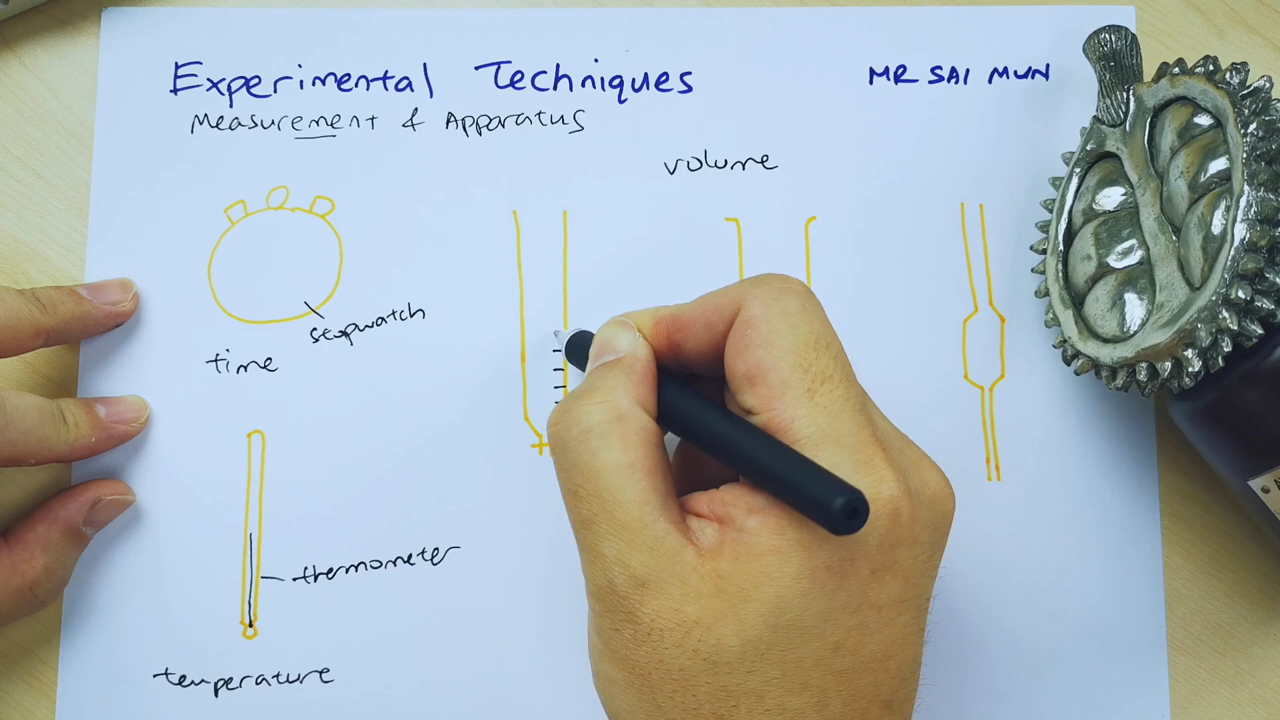 Experimental Techniques
MR SAI MUN
Measurement & Apparatus
volume
stopwatch
time
thermometer
temperature